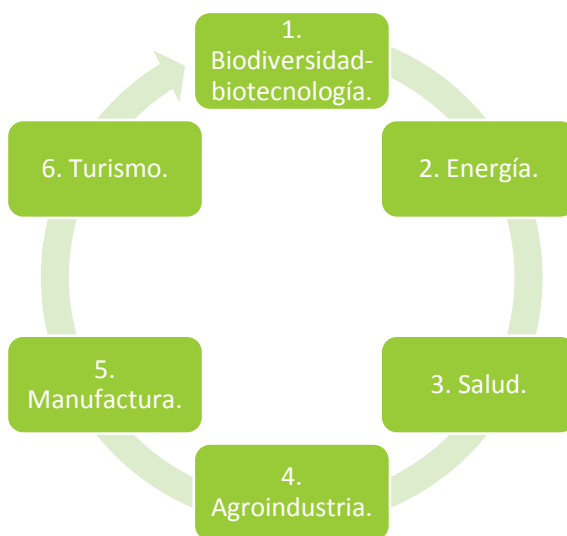 1.
Biodiversidad-
biotecnología.
2. Energía.
3. Salud.
4.
Agroindustria.
5.
Manufactura.
6. Turismo.